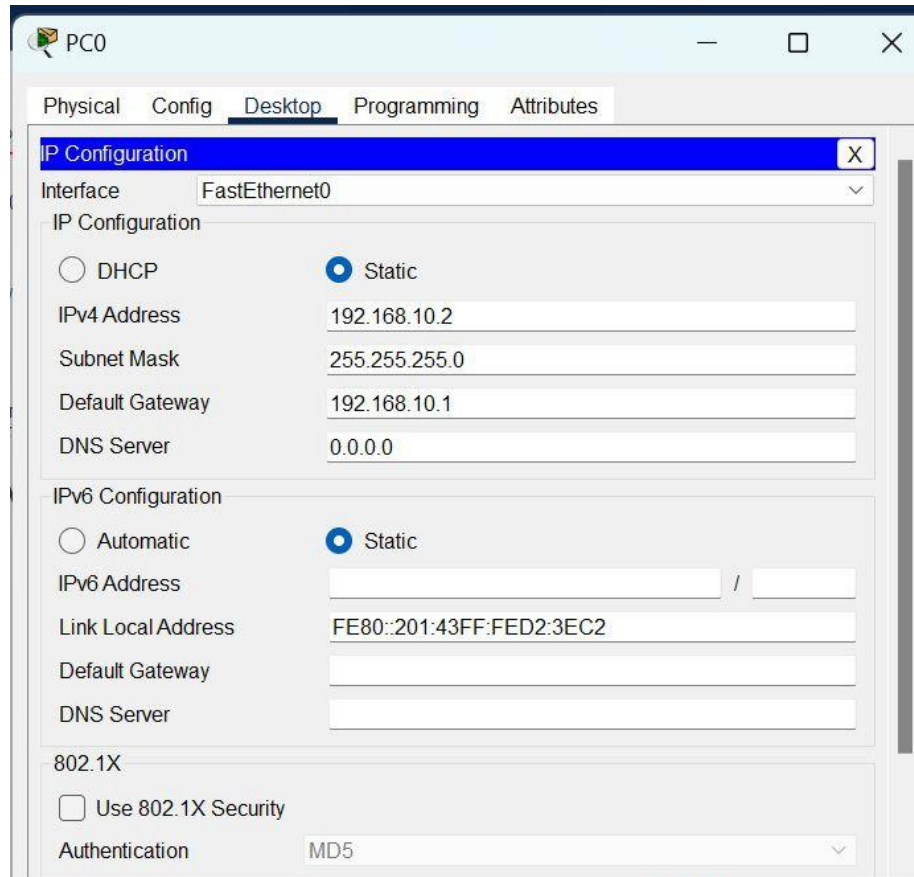 PC0
Physical Config Desktop Programming Attributes
IP Configuration X
Interface FastEthernet0
IP Configuration
DHCP Static
IPv4 Address 192.168.10.2
Subnet Mask 255.255.255.0
Default Gateway 192.168.10.1
DNS Server 0.0.0.0
IPv6 Configuration
Automatic Static
IPv6 Address /
Link Local Address FE80::201:43FF:FED2:3EC2
Default Gateway
DNS Server
802.1X
Use 802.1X Security
Authentication MD5